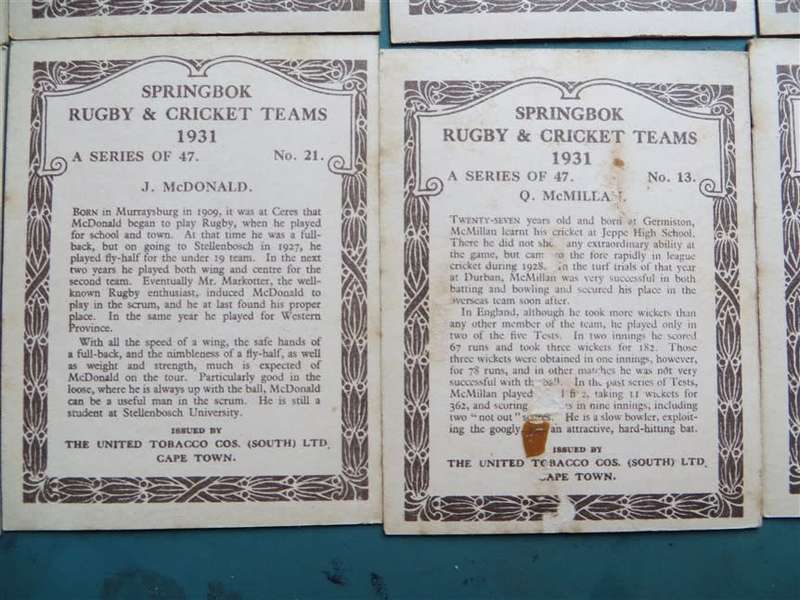 SPRINGBOK
RUGBY & CRICKET TEAMS
1931
A SERIES OF 47. No. 21.
J. McDONALD.
BORN in Murraysburg in 1909, it was at Ceres that
McDonald began to play Rugby, when he played
for school and town. At that time he was a full-
back, but on going to Stellenbosch in 1927, he
played fly-half for the under 19 team. In the next
two years he played both wing and centre for the
second team. Eventually Mr. Markotter, the well-
known Rugby enthusiast, induced McDonald to
play in the scrum, and he at last found his proper
place. In the same year he played for Western
Province.
With all the speed of a wing, the safe hands of
a full-back, and the nimbleness of a fly-half, as well
as weight and strength, much is expected of
McDonald on the tour. Particularly good in the
loose, where he is always up with the ball, McDonald
can be a useful man in the scrum. He is still a
student at Stellenbosch University.
ISSUED BY
THE UNITED TOBACCO COS. (SOUTH) LTD.
CAPE TOWN.
SPRINGBOK
RUGBY & CRICKET TEAMS
1931
A SERIES OF 47. No. 13.
Q. McMILLAN.
TWENTY-SEVEN years old and born at Germiston,
McMillan learnt his cricket at Jeppe High School.
There he did not any extraordinary ability at
the game, but to the fore rapidly in league
cricket during 1928. In the turf trials of that year
at Durban, McMillan was very successful in both
batting and bowling and secured his place in the
overseas team soon after.
In England, although he took more wickets than
any other member of the team, he played only in
two of the five Tests. In two innings he scored
67 runs and took three wickets for 182. Those
three wickets were obtained in one innings, however,
for 78 runs, and in other matches he was not very
successful with the ball. In the past series of Tests,
McMillan played taking 11 wickets for
362, and scoring in nine innings, including
two "not out" He is a slow bowler, exploit-
ing the googly, an attractive, hard-hitting bat.
ISSUED BY
THE UNITED TOBACCO COS. (SOUTH) LTD.
CAPE TOWN.